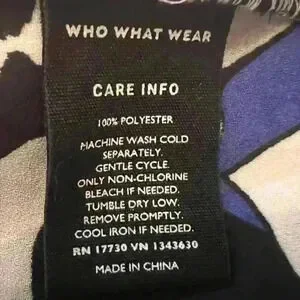 WHO WHAT WEAR
CARE INFO
100% POLYESTER
MACHINE WASH COLD
SEPARATELY.
GENTLE CYCLE.
ONLY NON-CHLORINE
BLEACH IF NEEDED.
TUMBLE DRY LOW.
REMOVE PROMPTLY.
COOL IRON IF NEEDED.
RN 17730 VN 1343630
MADE IN CHINA